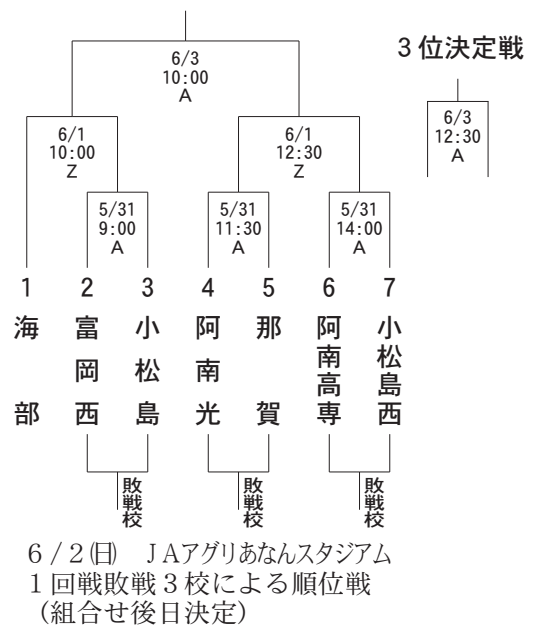 6/3
10:00
A
3位決定戦
6/3
12:30
A
6/1
10:00
Z
6/1
12:30
Z
5/31
9:00
A
5/31
11:30
A
5/31
14:00
A
1 2 3 4 5 6 7
海部
富岡西
小松島
阿南光
那賀
阿南高専
小松島西
敗戦校
敗戦校
敗戦校
6/2㈰ JAアグリあなんスタジアム
1回戦敗戦3校による順位戦
(組合せ後日決定)